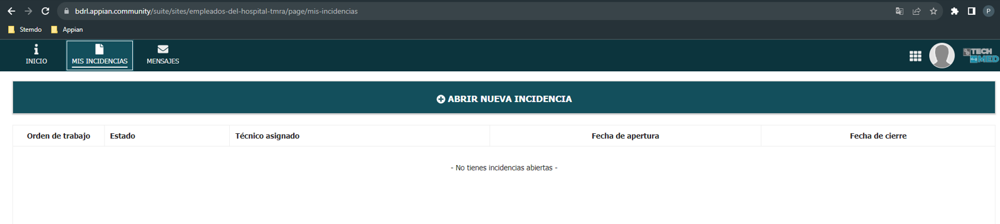 bdrl.appian.community/suite/sites/empleados-del-hospital-tmra/page/mis-incidencias
P
Stemdo Appian
INICIO MIS INCIDENCIAS MENSAJES
TECH
MED
ABRIR NUEVA INCIDENCIA
Orden de trabajo Estado Técnico asignado Fecha de apertura Fecha de cierre
- No tienes incidencias abiertas -